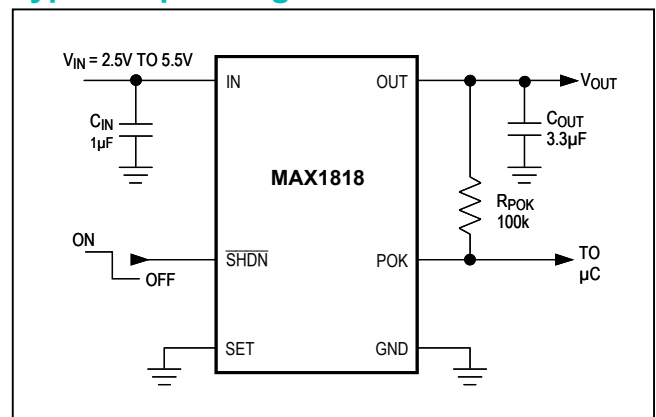 V_IN = 2.5V TO 5.5V
IN
OUT
V_OUT
C_IN
1µF
C_OUT
3.3µF
MAX1818
R_POK
100k
ON
OFF
SHDN
POK
TO
µC
SET
GND